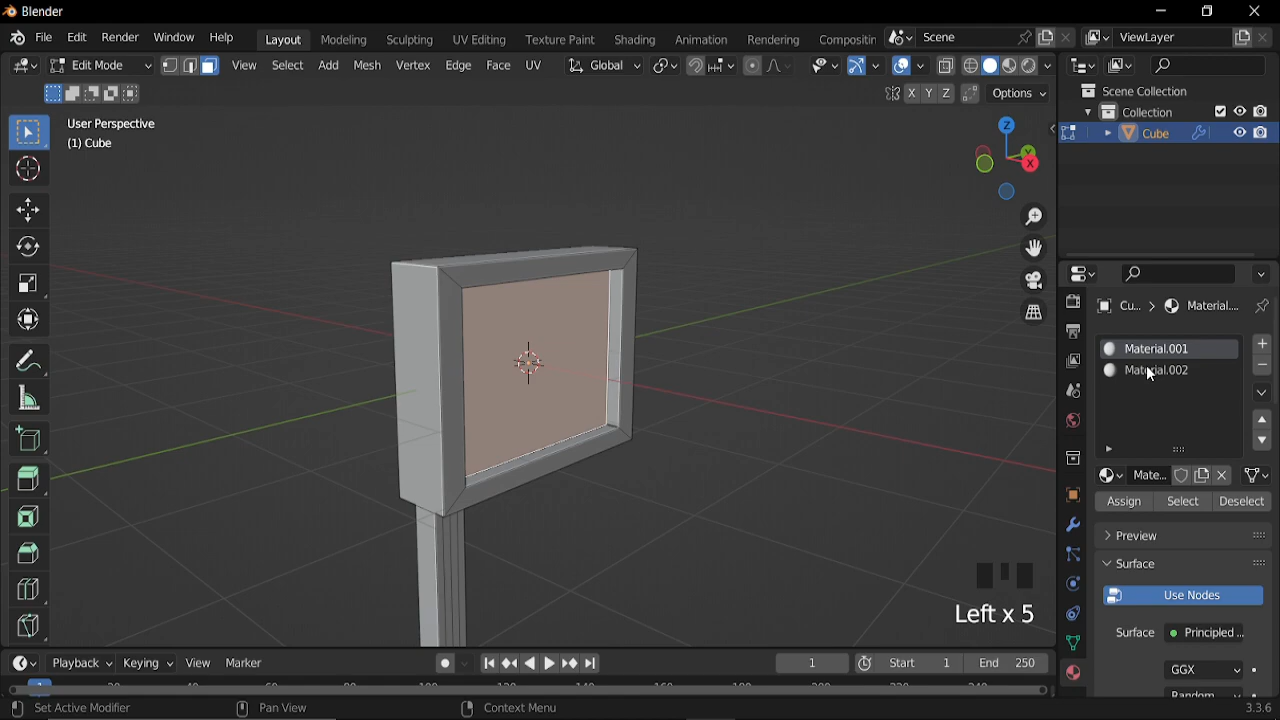 Blender
File Edit Render Window Help Layout Modeling Sculpting UV Editing Texture Paint Shading Animation Rendering Compositin Scene ViewLayer
Edit Mode View Select Add Mesh Vertex Edge Face UV Global
X Y Z Options
User Perspective
(1) Cube
Z
Y
X
Scene Collection
Collection
Cube
Cu... Material....
Material.001
Material.002
Mate...
Assign Select Deselect
Preview
Surface
Use Nodes
Surface Principled ...
GGX
Random
Left x 5
Playback Keying View Marker 1 Start 1 End 250
Set Active Modifier Pan View Context Menu 3.3.6